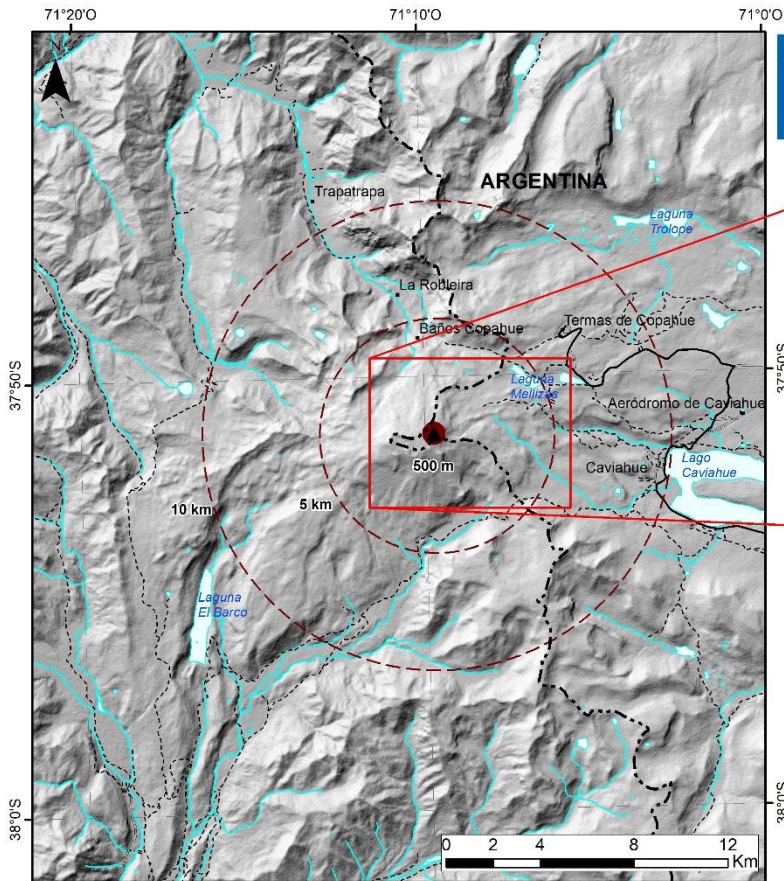 71°20'O
71°10'O
71°0'O
N
ARGENTINA
Trapatrapa
Laguna
Trolope
La Robleira
Termas de Copahue
Baños Copahue
37°50'S
37°50'S
Laguna
Mellizas
Aeródromo de Caviahue
Lago
Caviahue
Caviahue
500 m
5 km
10 km
Laguna
El Barco
38°0'S
38°0'S
0 2 4 8 12
Km